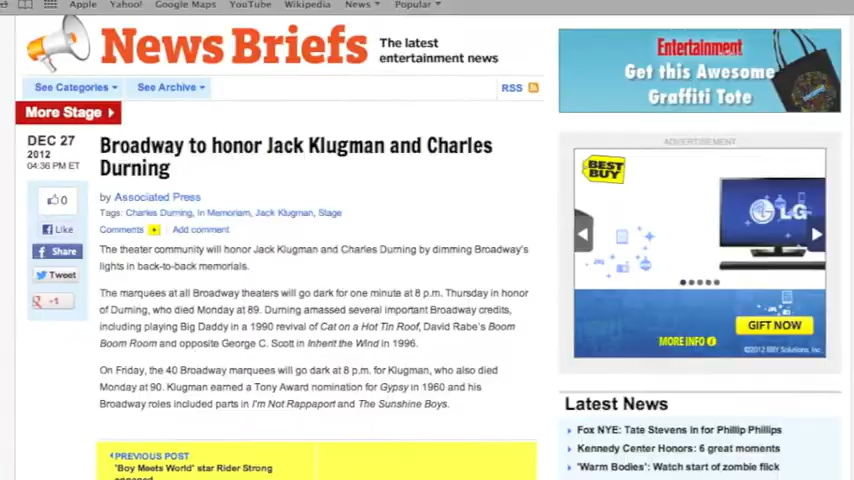 Apple Yahoo! Google Maps YouTube Wikipedia News Popular
News Briefs
The latest
entertainment news
See Categories
See Archive
RSS
More Stage
DEC 27
2012
04:36 PM ET
Broadway to honor Jack Klugman and Charles
Durning
by Associated Press
Tags: Charles Durning, In Memoriam, Jack Klugman, Stage
Comments + Add comment
0
Like
Share
Tweet
-1
The theater community will honor Jack Klugman and Charles Durning by dimming Broadway's
lights in back-to-back memorials.
The marquees at all Broadway theaters will go dark for one minute at 8 p.m. Thursday in honor
of Durning, who died Monday at 89. Durning amassed several important Broadway credits,
including playing Big Daddy in a 1990 revival of Cat on a Hot Tin Roof, David Rabe's Boom
Boom Room and opposite George C. Scott in Inherit the Wind in 1996.
On Friday, the 40 Broadway marquees will go dark at 8 p.m. for Klugman, who also died
Monday at 90. Klugman earned a Tony Award nomination for Gypsy in 1960 and his
Broadway roles included parts in I'm Not Rappaport and The Sunshine Boys.
PREVIOUS POST
'Boy Meets World' star Rider Strong
Entertainment
Get this Awesome
Graffiti Tote
ADVERTISEMENT
BEST
BUY
LG
GIFT NOW
MORE INFO
©2012 BBY Solutions, Inc
Latest News
Fox NYE: Tate Stevens in for Phillip Phillips
Kennedy Center Honors: 6 great moments
'Warm Bodies': Watch start of zombie flick